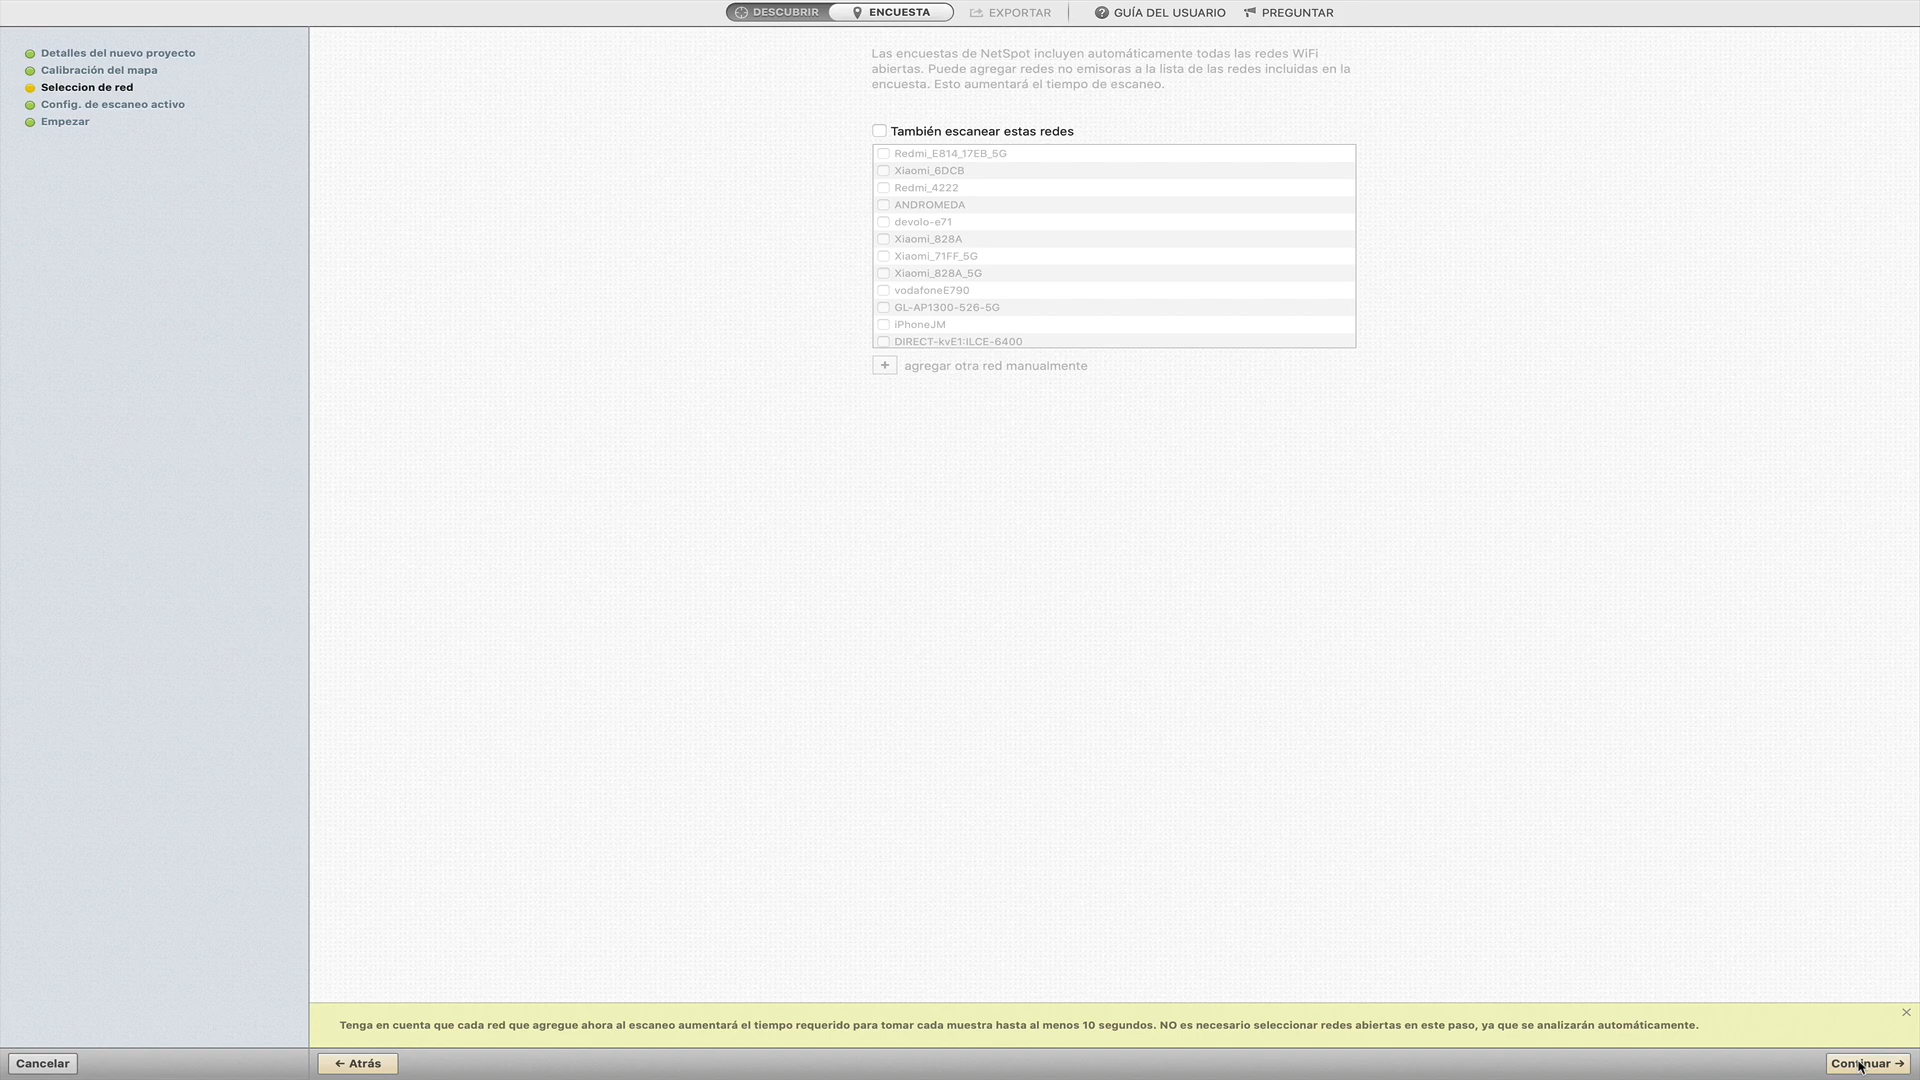 DESCUBRIR ENCUESTA EXPORTAR GUÍA DEL USUARIO PREGUNTAR
Detalles del nuevo proyecto
Calibración del mapa
Seleccion de red
Config. de escaneo activo
Empezar
Las encuestas de NetSpot incluyen automáticamente todas las redes WiFi
abiertas. Puede agregar redes no emisoras a la lista de las redes incluidas en la
encuesta. Esto aumentará el tiempo de escaneo.
También escanear estas redes
Redmi_E814_17EB_5G
Xiaomi_6DCB
Redmi_4222
ANDROMEDA
devolo-e71
Xiaomi_828A
Xiaomi_71FF_5G
Xiaomi_828A_5G
vodafoneE790
GL-AP1300-526-5G
iPhoneJM
DIRECT-kvE1:ILCE-6400
+ agregar otra red manualmente
Tenga en cuenta que cada red que agregue ahora al escaneo aumentará el tiempo requerido para tomar cada muestra hasta al menos 10 segundos. NO es necesario seleccionar redes abiertas en este paso, ya que se analizarán automáticamente.
Cancelar ← Atrás Continuar →